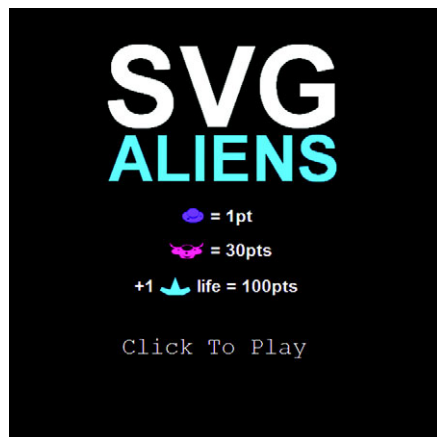 SVG
ALIENS
= 1pt
= 30pts
+1 life = 100pts
Click To Play